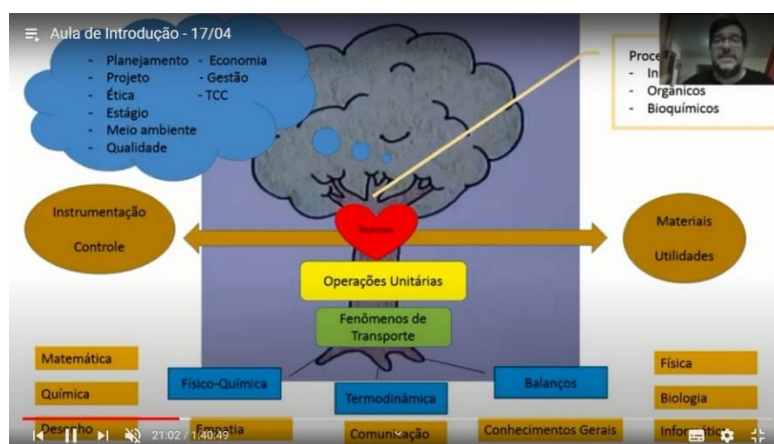 Aula de Introdução - 17/04
- Planejamento - Economia
- Projeto - Gestão
- Ética - TCC
- Estágio
- Meio ambiente
- Qualidade
- Orgânicos
- Bioquímicos
Instrumentação
Controle
Materiais
Utilidades
Operações Unitárias
Fenômenos de
Transporte
Matemática
Física
Físico-Química
Termodinâmica
Balanços
Química
Biologia
Desenho
Empatia
Comunicação
Conhecimentos Gerais
21:02 / 1:40:49